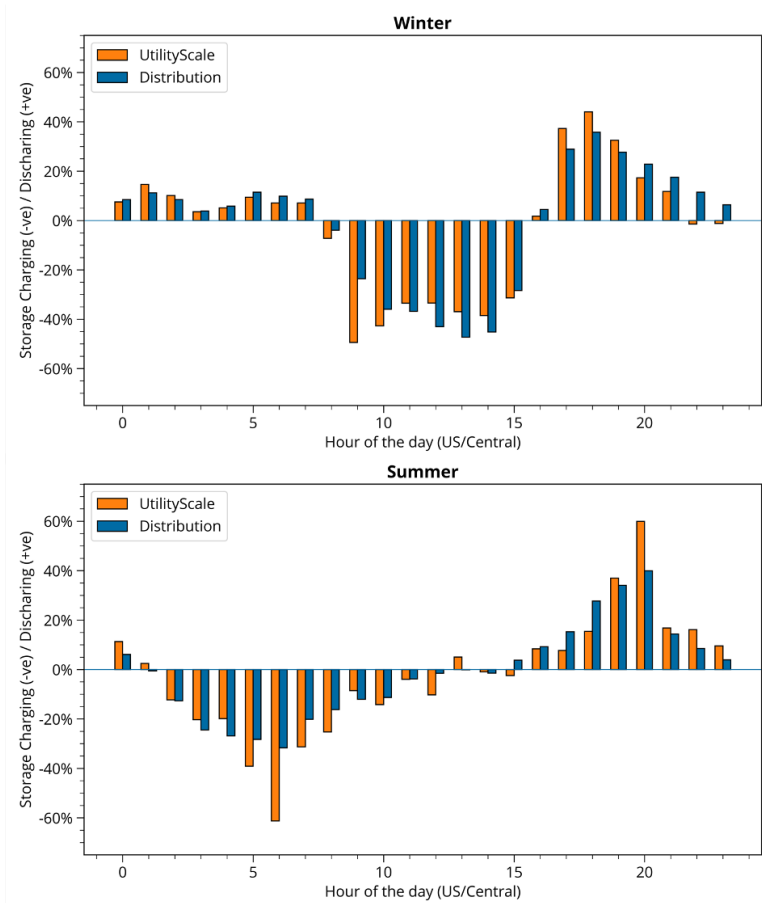 Winter
UtilityScale
Distribution
Storage Charging (-ve) / Discharing (+ve)
60%
40%
20%
0%
-20%
-40%
-60%
0 5 10 15 20
Hour of the day (US/Central)
Summer
UtilityScale
Distribution
Storage Charging (-ve) / Discharing (+ve)
60%
40%
20%
0%
-20%
-40%
-60%
0 5 10 15 20
Hour of the day (US/Central)